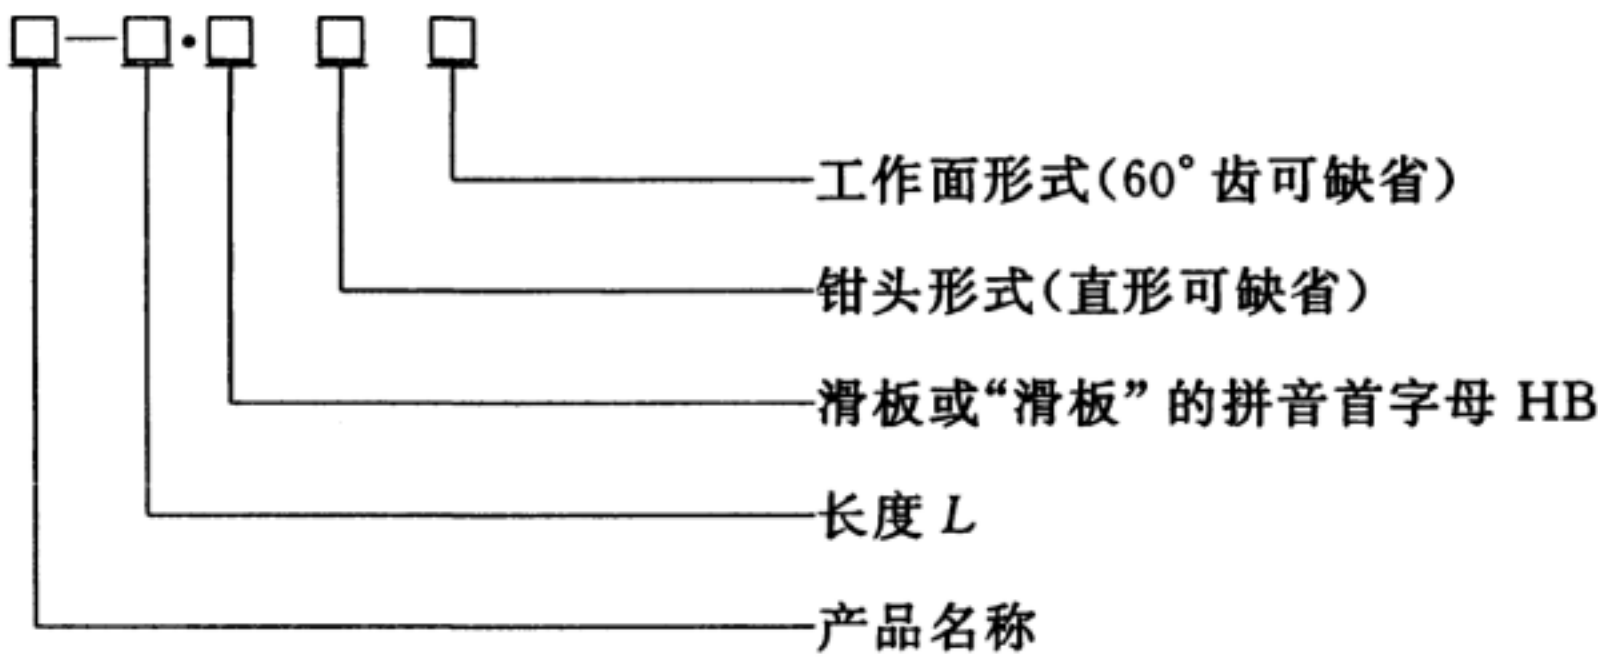 □—□·□ □ □
工作面形式(60°齿可缺省)
钳头形式(直形可缺省)
滑板或“滑板”的拼音首字母 HB
长度 L
产品名称